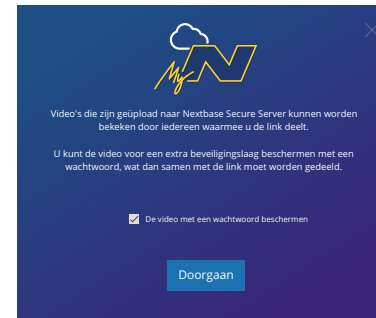 My N
Video's die zijn geüpload naar Nextbase Secure Server kunnen worden
bekeken door iedereen waarmee u de link deelt.
U kunt de video voor een extra beveiligingslaag beschermen met een
wachtwoord, wat dan samen met de link moet worden gedeeld.
De video met een wachtwoord beschermen
Doorgaan